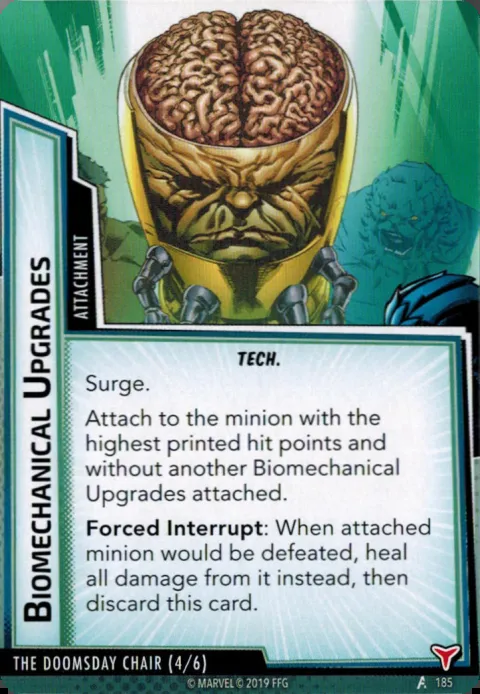 BIOMECHANICAL UPGRADES
ATTACHMENT
TECH.
Surge.
Attach to the minion with the
highest printed hit points and
without another Biomechanical
Upgrades attached.
Forced Interrupt: When attached
minion would be defeated, heal
all damage from it instead, then
discard this card.
THE DOOMSDAY CHAIR (4/6)
© MARVEL © 2019 FFG
185